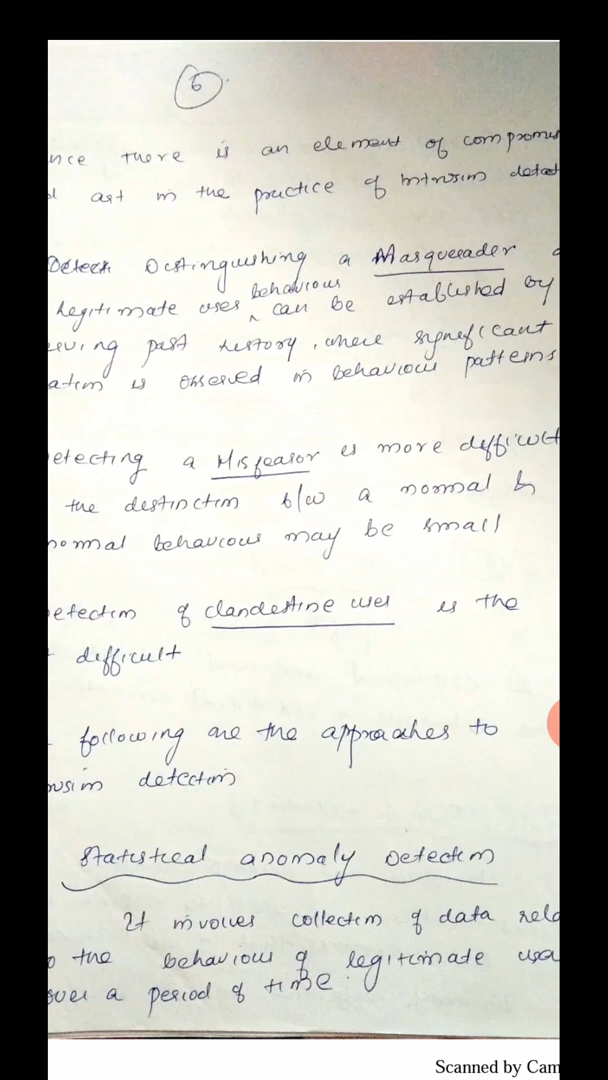 6
nce there is an element of compromis
d art in the practice of intrusion detect
Distinguishing a Masquerader
behaviour
legitimate user ^ can be established by
erving past history, where significant
ation is observed in behaviour patterns
etecting a Misfeasor is more difficult
the distinction b/w a normal &
normal behaviour may be small
etection of clandestine user is the
difficult
following are the approaches to
usion detection
Statistical anomaly Detection
It involves collection of data rela
o the behaviour of legitimate use
over a period of time.
Scanned by Cam